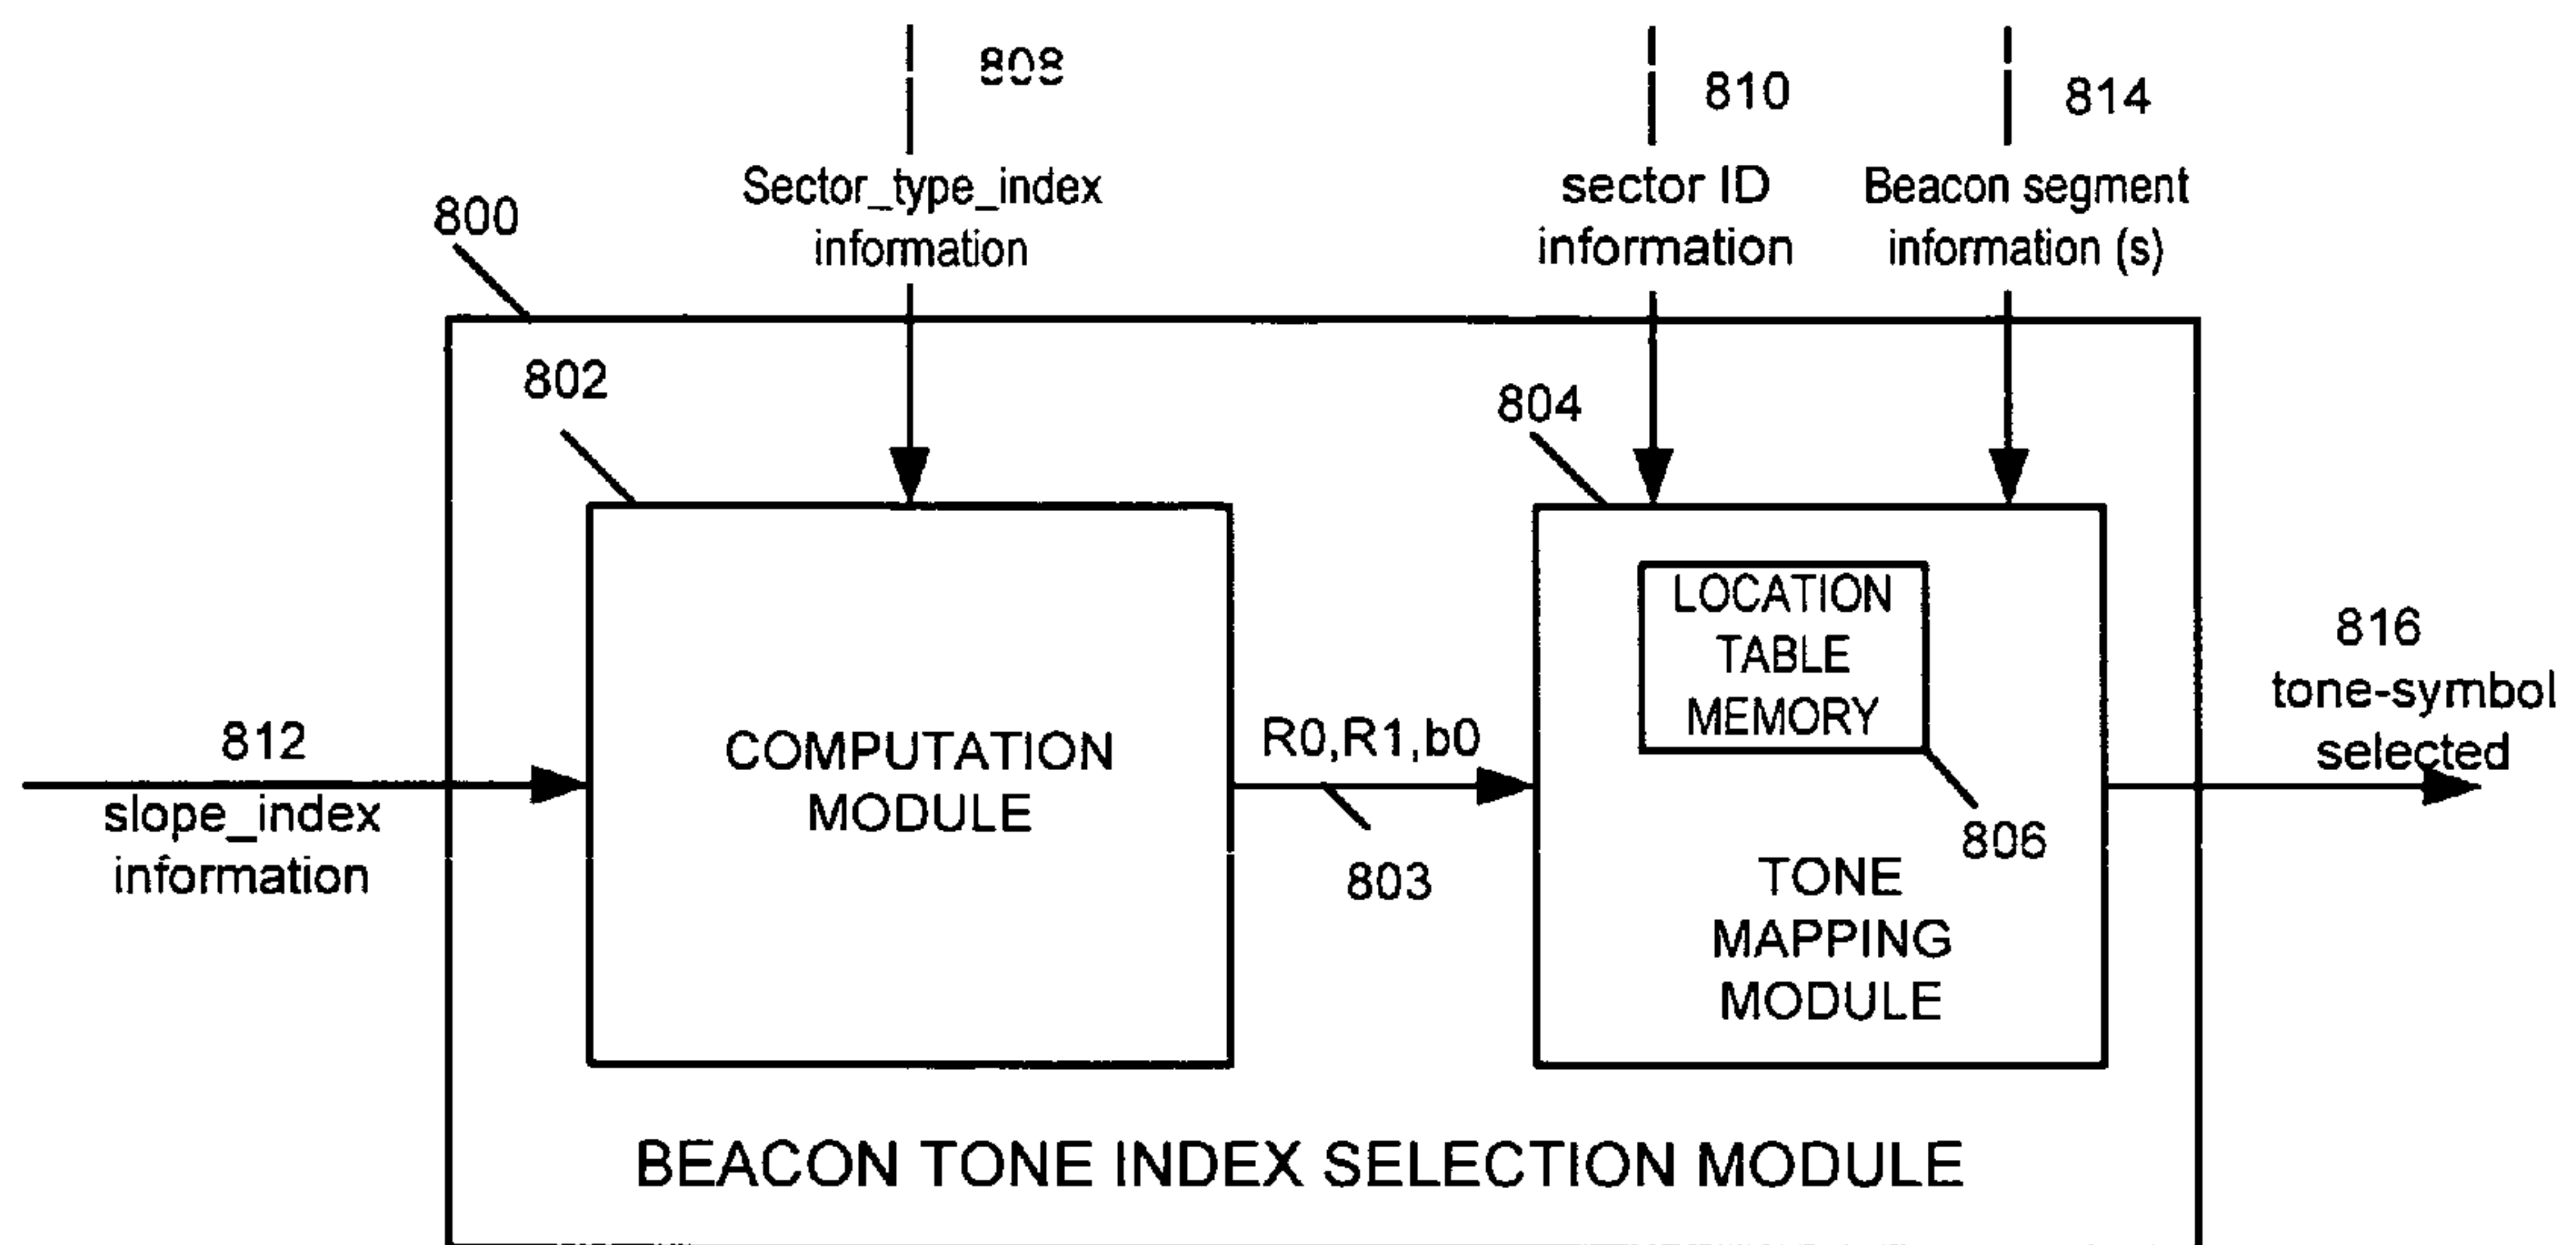 808
810
814
Sector_type_index
information
sector ID
information
Beacon segment
information (s)
800
802
804
812
slope_index
information
COMPUTATION
MODULE
R0,R1,b0
803
LOCATION
TABLE
MEMORY
806
TONE
MAPPING
MODULE
816
tone-symbol
selected
BEACON TONE INDEX SELECTION MODULE